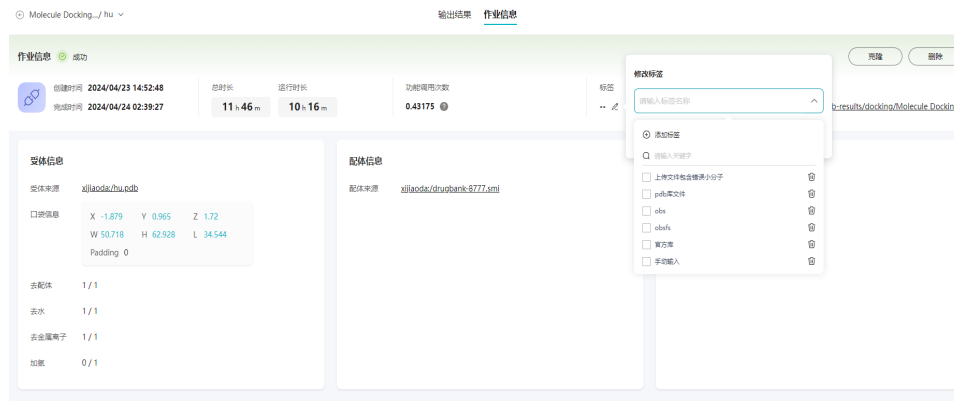 Molecule Docking.../ hu
输出结果 作业信息
作业信息 成功
克隆 删除
创建时间 2024/04/23 14:52:48
完成时间 2024/04/24 02:39:27
总时长 运行时长
11 h 46 m 10 h 16 m
功能调用次数
0.43175
标签
--
修改标签
请输入标签名称
b-results/docking/Molecule Dockin
添加标签
请输入关键字
上传文件包含错误小分子
pdb库文件
obs
obsfs
官方库
手动输入
受体信息
受体来源 xijiaoda:/hu.pdb
口袋信息
X -1.879 Y 0.965 Z 1.72
W 50.718 H 62.928 L 34.544
Padding 0
去配体 1 / 1
去水 1 / 1
去金属离子 1 / 1
加氢 0 / 1
配体信息
配体来源 xijiaoda:/drugbank-8777.smi